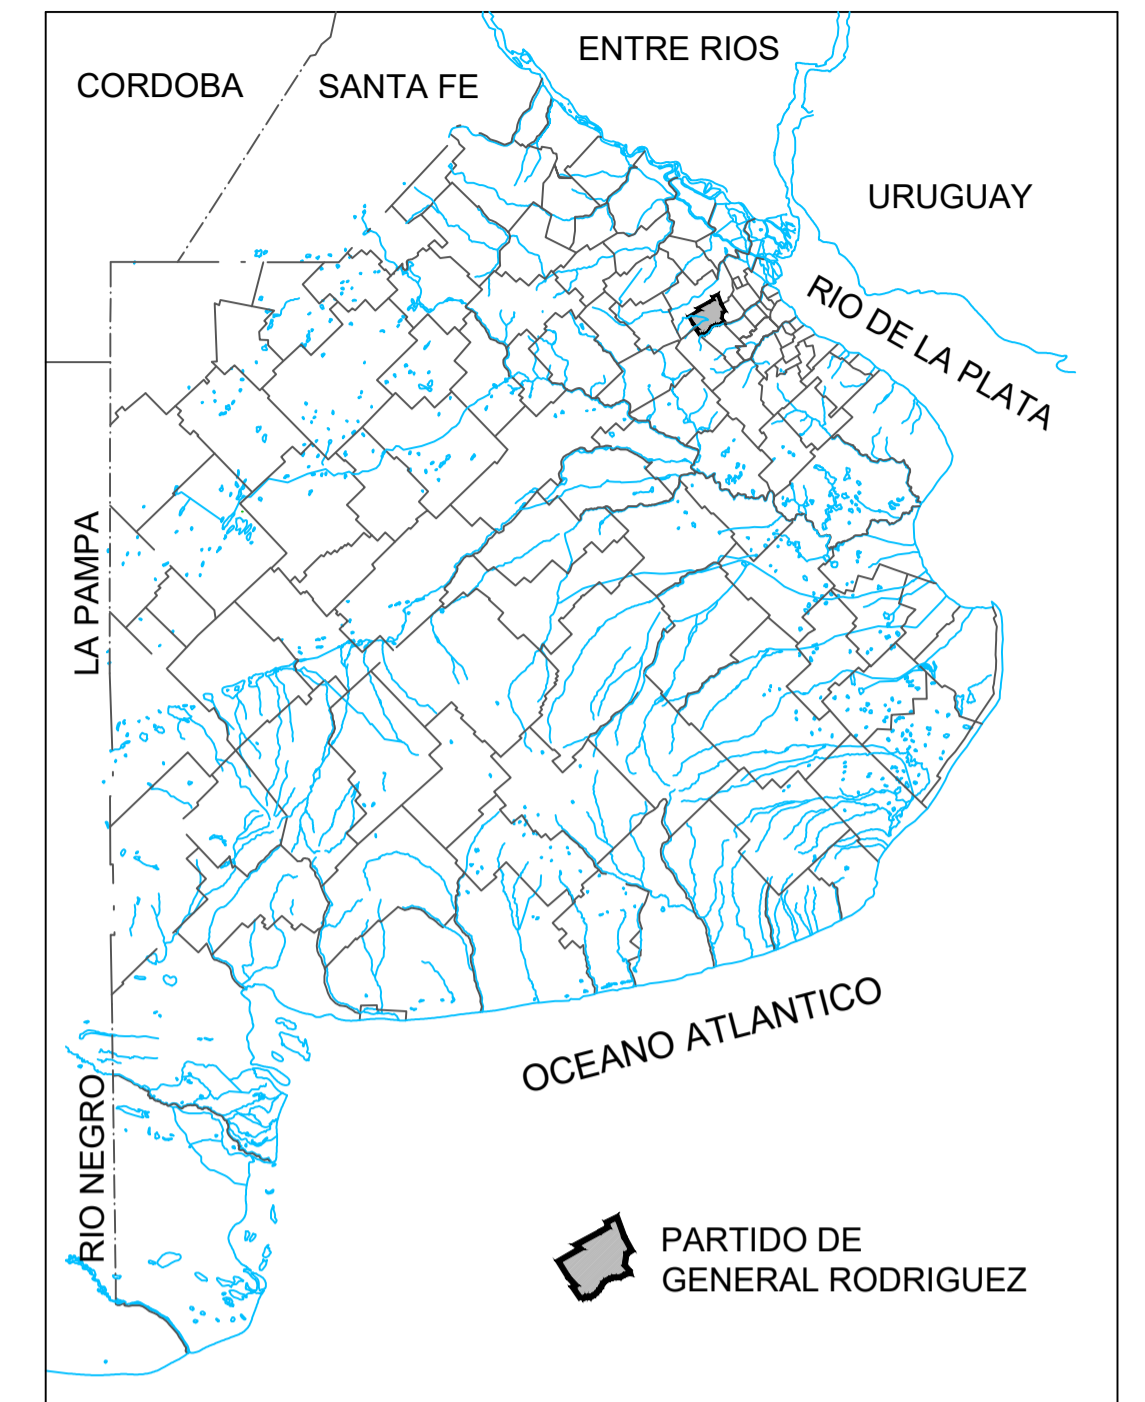 ENTRE RIOS
CORDOBA
SANTA FE
URUGUAY
RIO DE LA PLATA
LA PAMPA
OCEANO ATLANTICO
RIO NEGRO
PARTIDO DE
GENERAL RODRIGUEZ